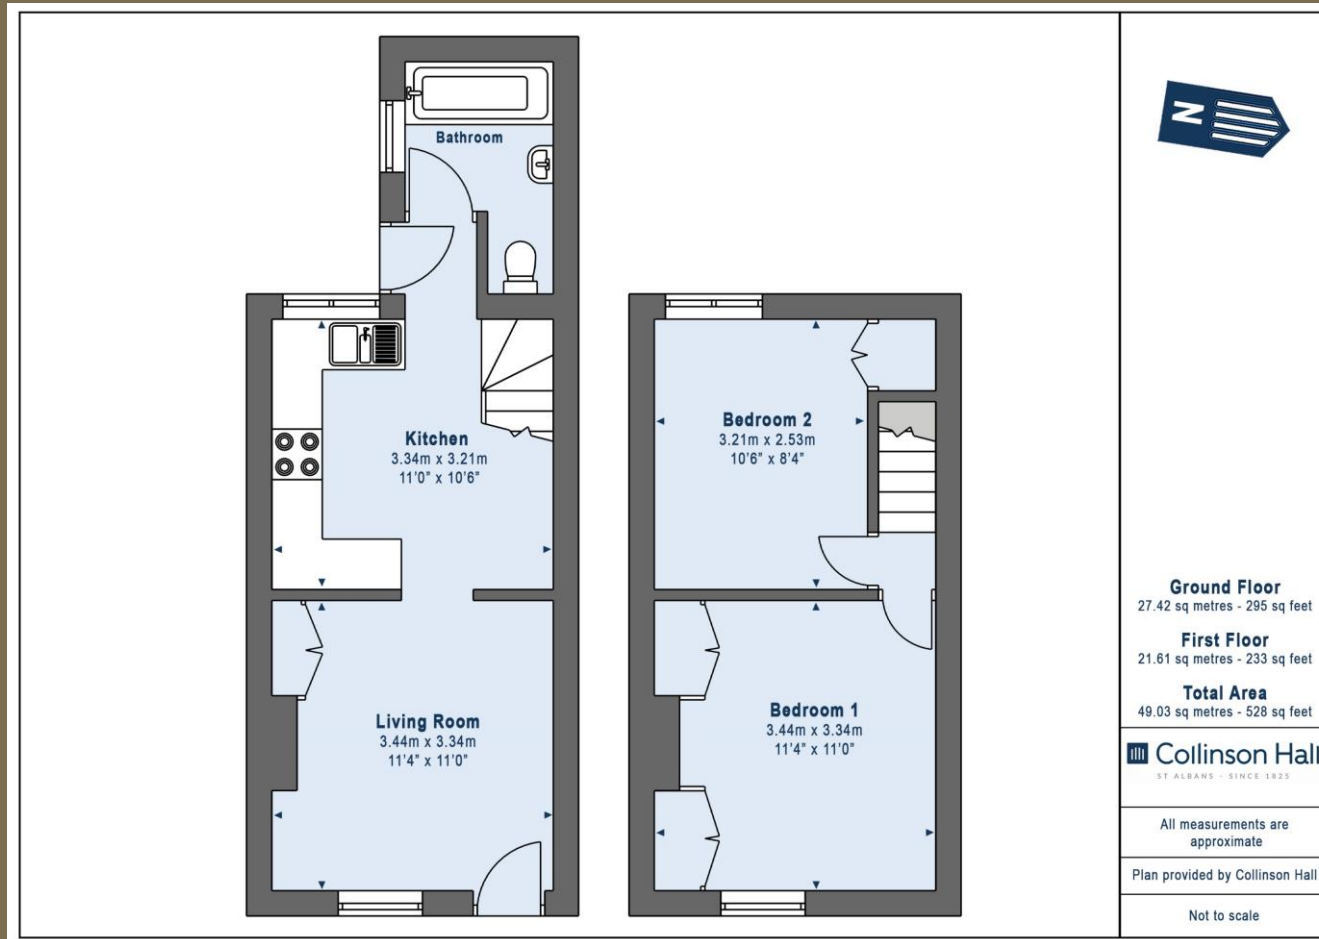 Bathroom
Kitchen
3.34m x 3.21m
11'0" x 10'6"
Living Room
3.44m x 3.34m
11'4" x 11'0"
Bedroom 2
3.21m x 2.53m
10'6" x 8'4"
Bedroom 1
3.44m x 3.34m
11'4" x 11'0"
N
Ground Floor
27.42 sq metres - 295 sq feet
First Floor
21.61 sq metres - 233 sq feet
Total Area
49.03 sq metres - 528 sq feet
Collinson Hall
ST ALBANS - SINCE 1825
All measurements are
approximate
Plan provided by Collinson Hall
Not to scale